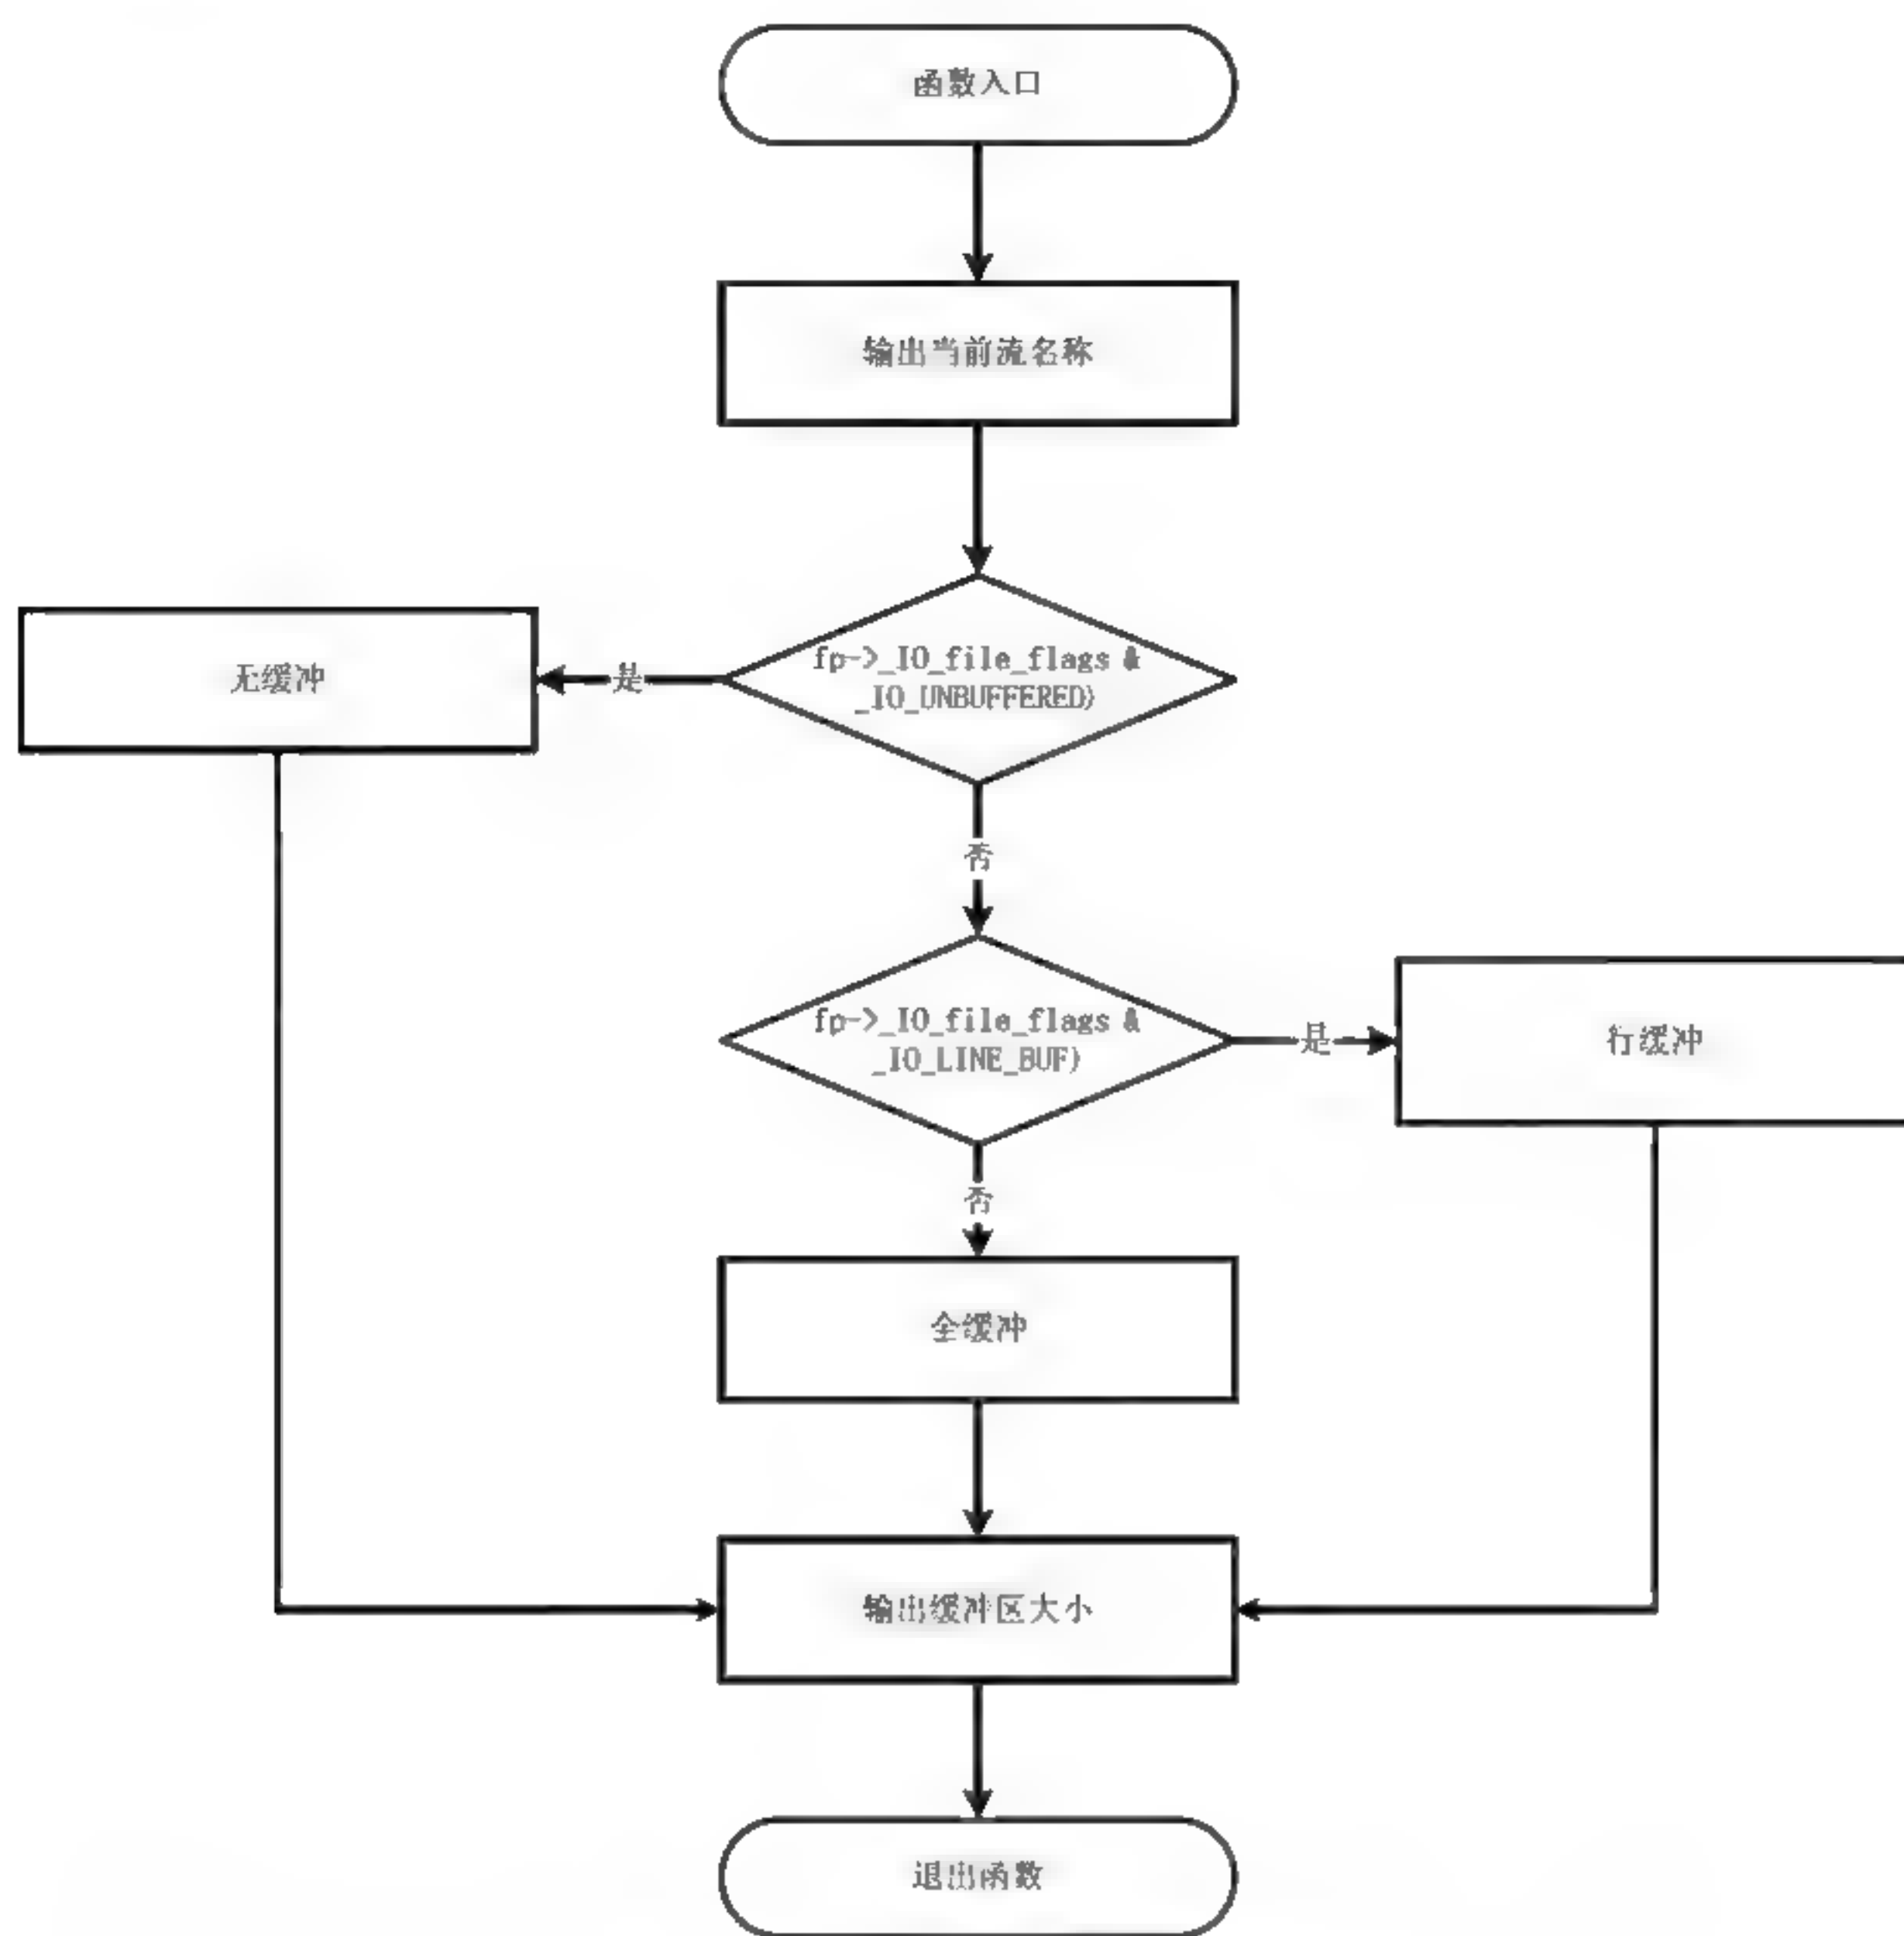 函数入口
输出当前流名称
fp->_IO_file_flags &
_IO_UNBUFFERED)
是
无缓冲
否
fp->_IO_file_flags &
_IO_LINE_BUF)
是
行缓冲
否
全缓冲
输出缓冲区大小
退出函数